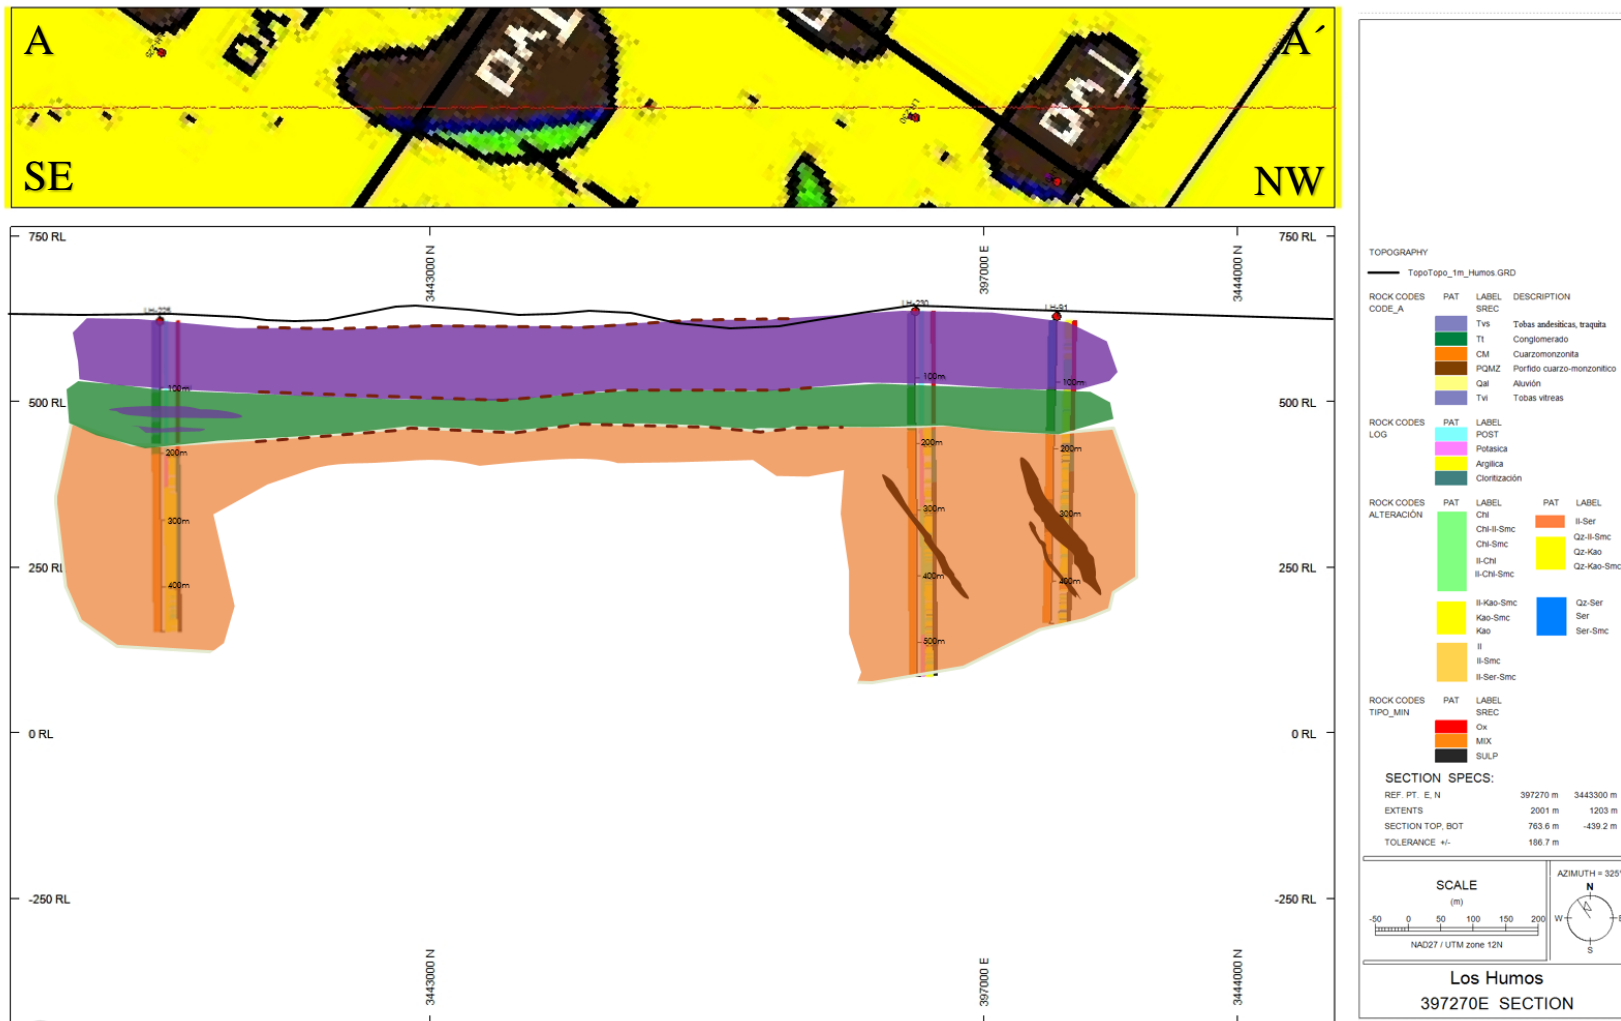 A
A´
SE
NW
750 RL
750 RL
500 RL
500 RL
250 RL
250 RL
0 RL
0 RL
-250 RL
-250 RL
3443000 N
397000 E
3444000 N
LH-230
LH-91
100m
200m
300m
400m
100m
200m
300m
400m
500m
100m
200m
300m
400m
3443000 N
397000 E
3444000 N
TOPOGRAPHY
TopoTopo_1m_Humos.GRD
ROCK CODES PAT LABEL DESCRIPTION
CODE_A SREC
Tvs Tobas andesíticas, traquita
Tt Conglomerado
CM Cuarzomonzonita
PQMZ Porfido cuarzo-monzonitico
Qal Aluvión
Tvi Tobas vitreas
ROCK CODES PAT LABEL
LOG POST
Potasica
Argilica
Cloritización
ROCK CODES PAT LABEL PAT LABEL
ALTERACIÓN
Chl
Chl-Il-Smc
Chl-Smc
Il-Chl
Il-Chl-Smc
Il-Ser
Qz-Il-Smc
Qz-Kao
Qz-Kao-Smc
Il-Kao-Smc
Kao-Smc
Kao
Qz-Ser
Ser
Ser-Smc
Il
Il-Smc
Il-Ser-Smc
ROCK CODES PAT LABEL
TIPO_MIN SREC
Ox
MIX
SULP
SECTION SPECS:
REF. PT. E, N 397270 m 3443300 m
EXTENTS 2001 m 1203 m
SECTION TOP, BOT 763.6 m -439.2 m
TOLERANCE +/- 186.7 m
SCALE
(m)
-50 0 50 100 150 200
NAD27 / UTM zone 12N
AZIMUTH = 325°
N
W
E
S
Los Humos
397270E SECTION